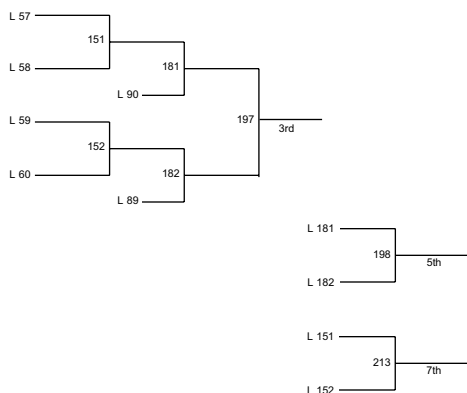 L 57
151
L 58
181
L 90
L 59
197
3rd
152
L 60
182
L 89
L 181
198
5th
L 182
L 151
213
7th
L 152